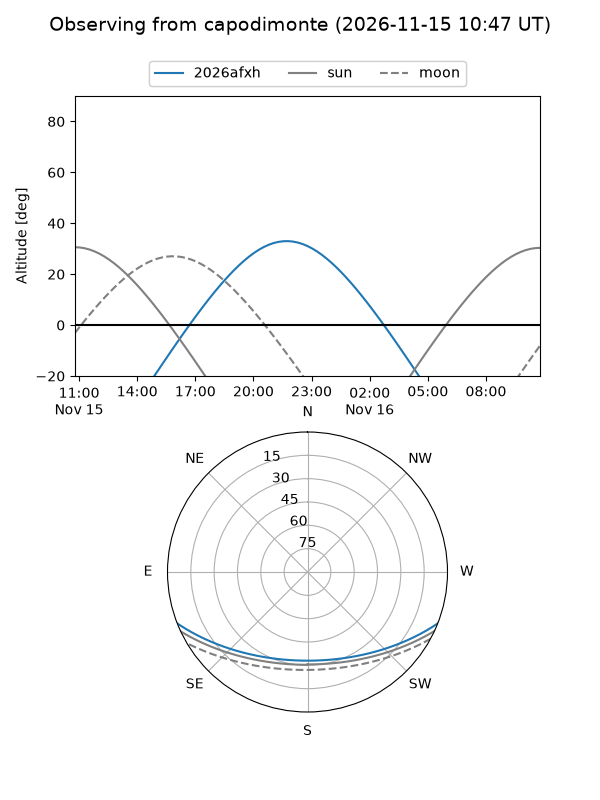 Observing from capodimonte (2026-11-15 10:47 UT)
2026afxh sun moon
Altitude [deg]
80
60
40
20
0
−20
11:00 14:00 17:00 20:00 23:00 02:00 05:00 08:00
Nov 15 Nov 16
N
NE NW
15
30
45
60
75
E W
SE SW
S